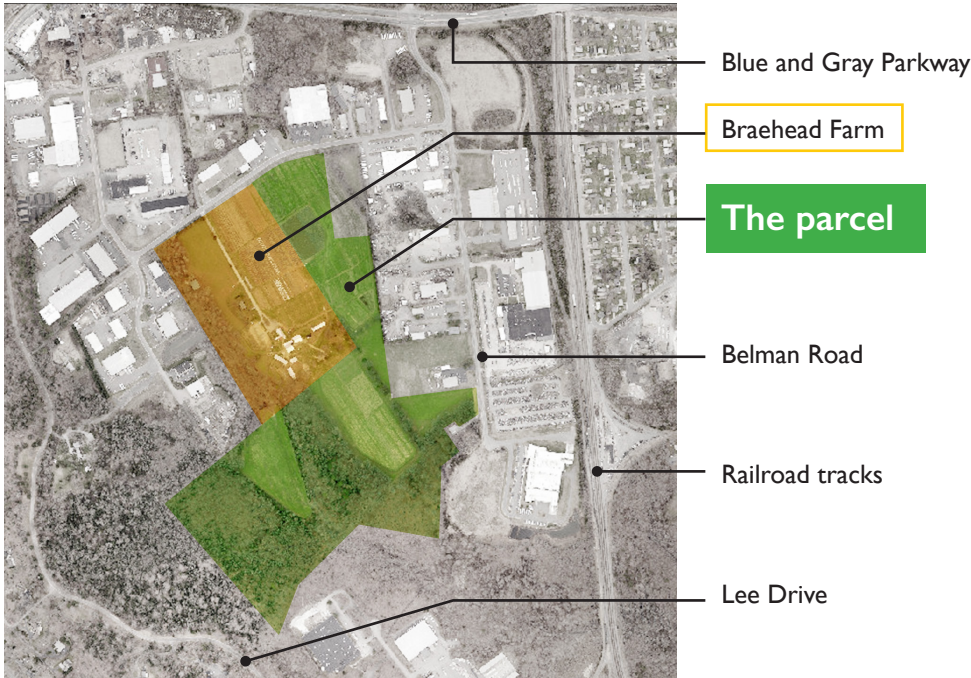 Blue and Gray Parkway
Braehead Farm
The parcel
Belman Road
Railroad tracks
Lee Drive